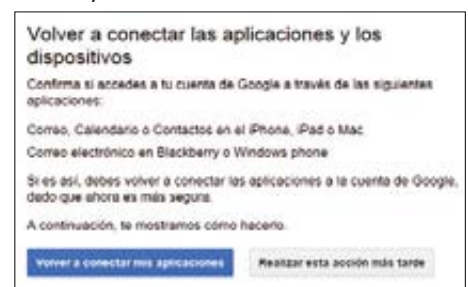 Volver a conectar las aplicaciones y los
dispositivos
Confirma si accedes a tu cuenta de Google a través de las siguientes
aplicaciones:
Correo, Calendario o Contactos en el iPhone, iPad o Mac
Correo electrónico en Blackberry o Windows phone
Si es así, debes volver a conectar las aplicaciones a la cuenta de Google,
dado que ahora es más segura.
A continuación, te mostramos cómo hacerlo.
Volver a conectar mis aplicaciones
Realizar esta acción más tarde